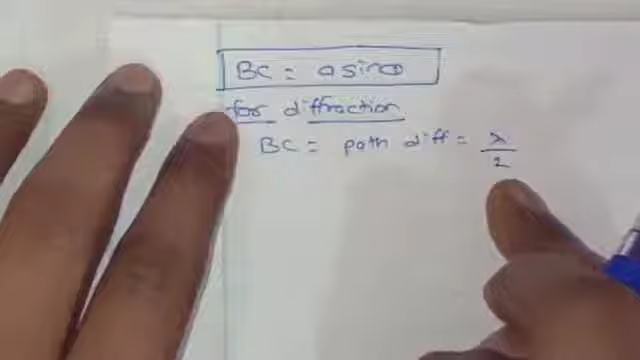 BC = a sinθ
for diffraction
BC = path diff = λ/2